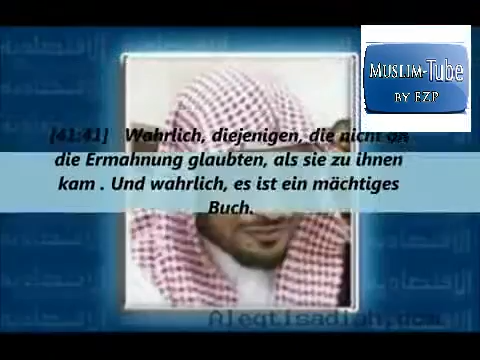 MUSLIM-Tube
BY EZP
[41:41] Wahrlich, diejenigen, die nicht an
die Ermahnung glaubten, als sie zu ihnen
kam . Und wahrlich, es ist ein mächtiges
Buch.
Aleqtisadiah.com